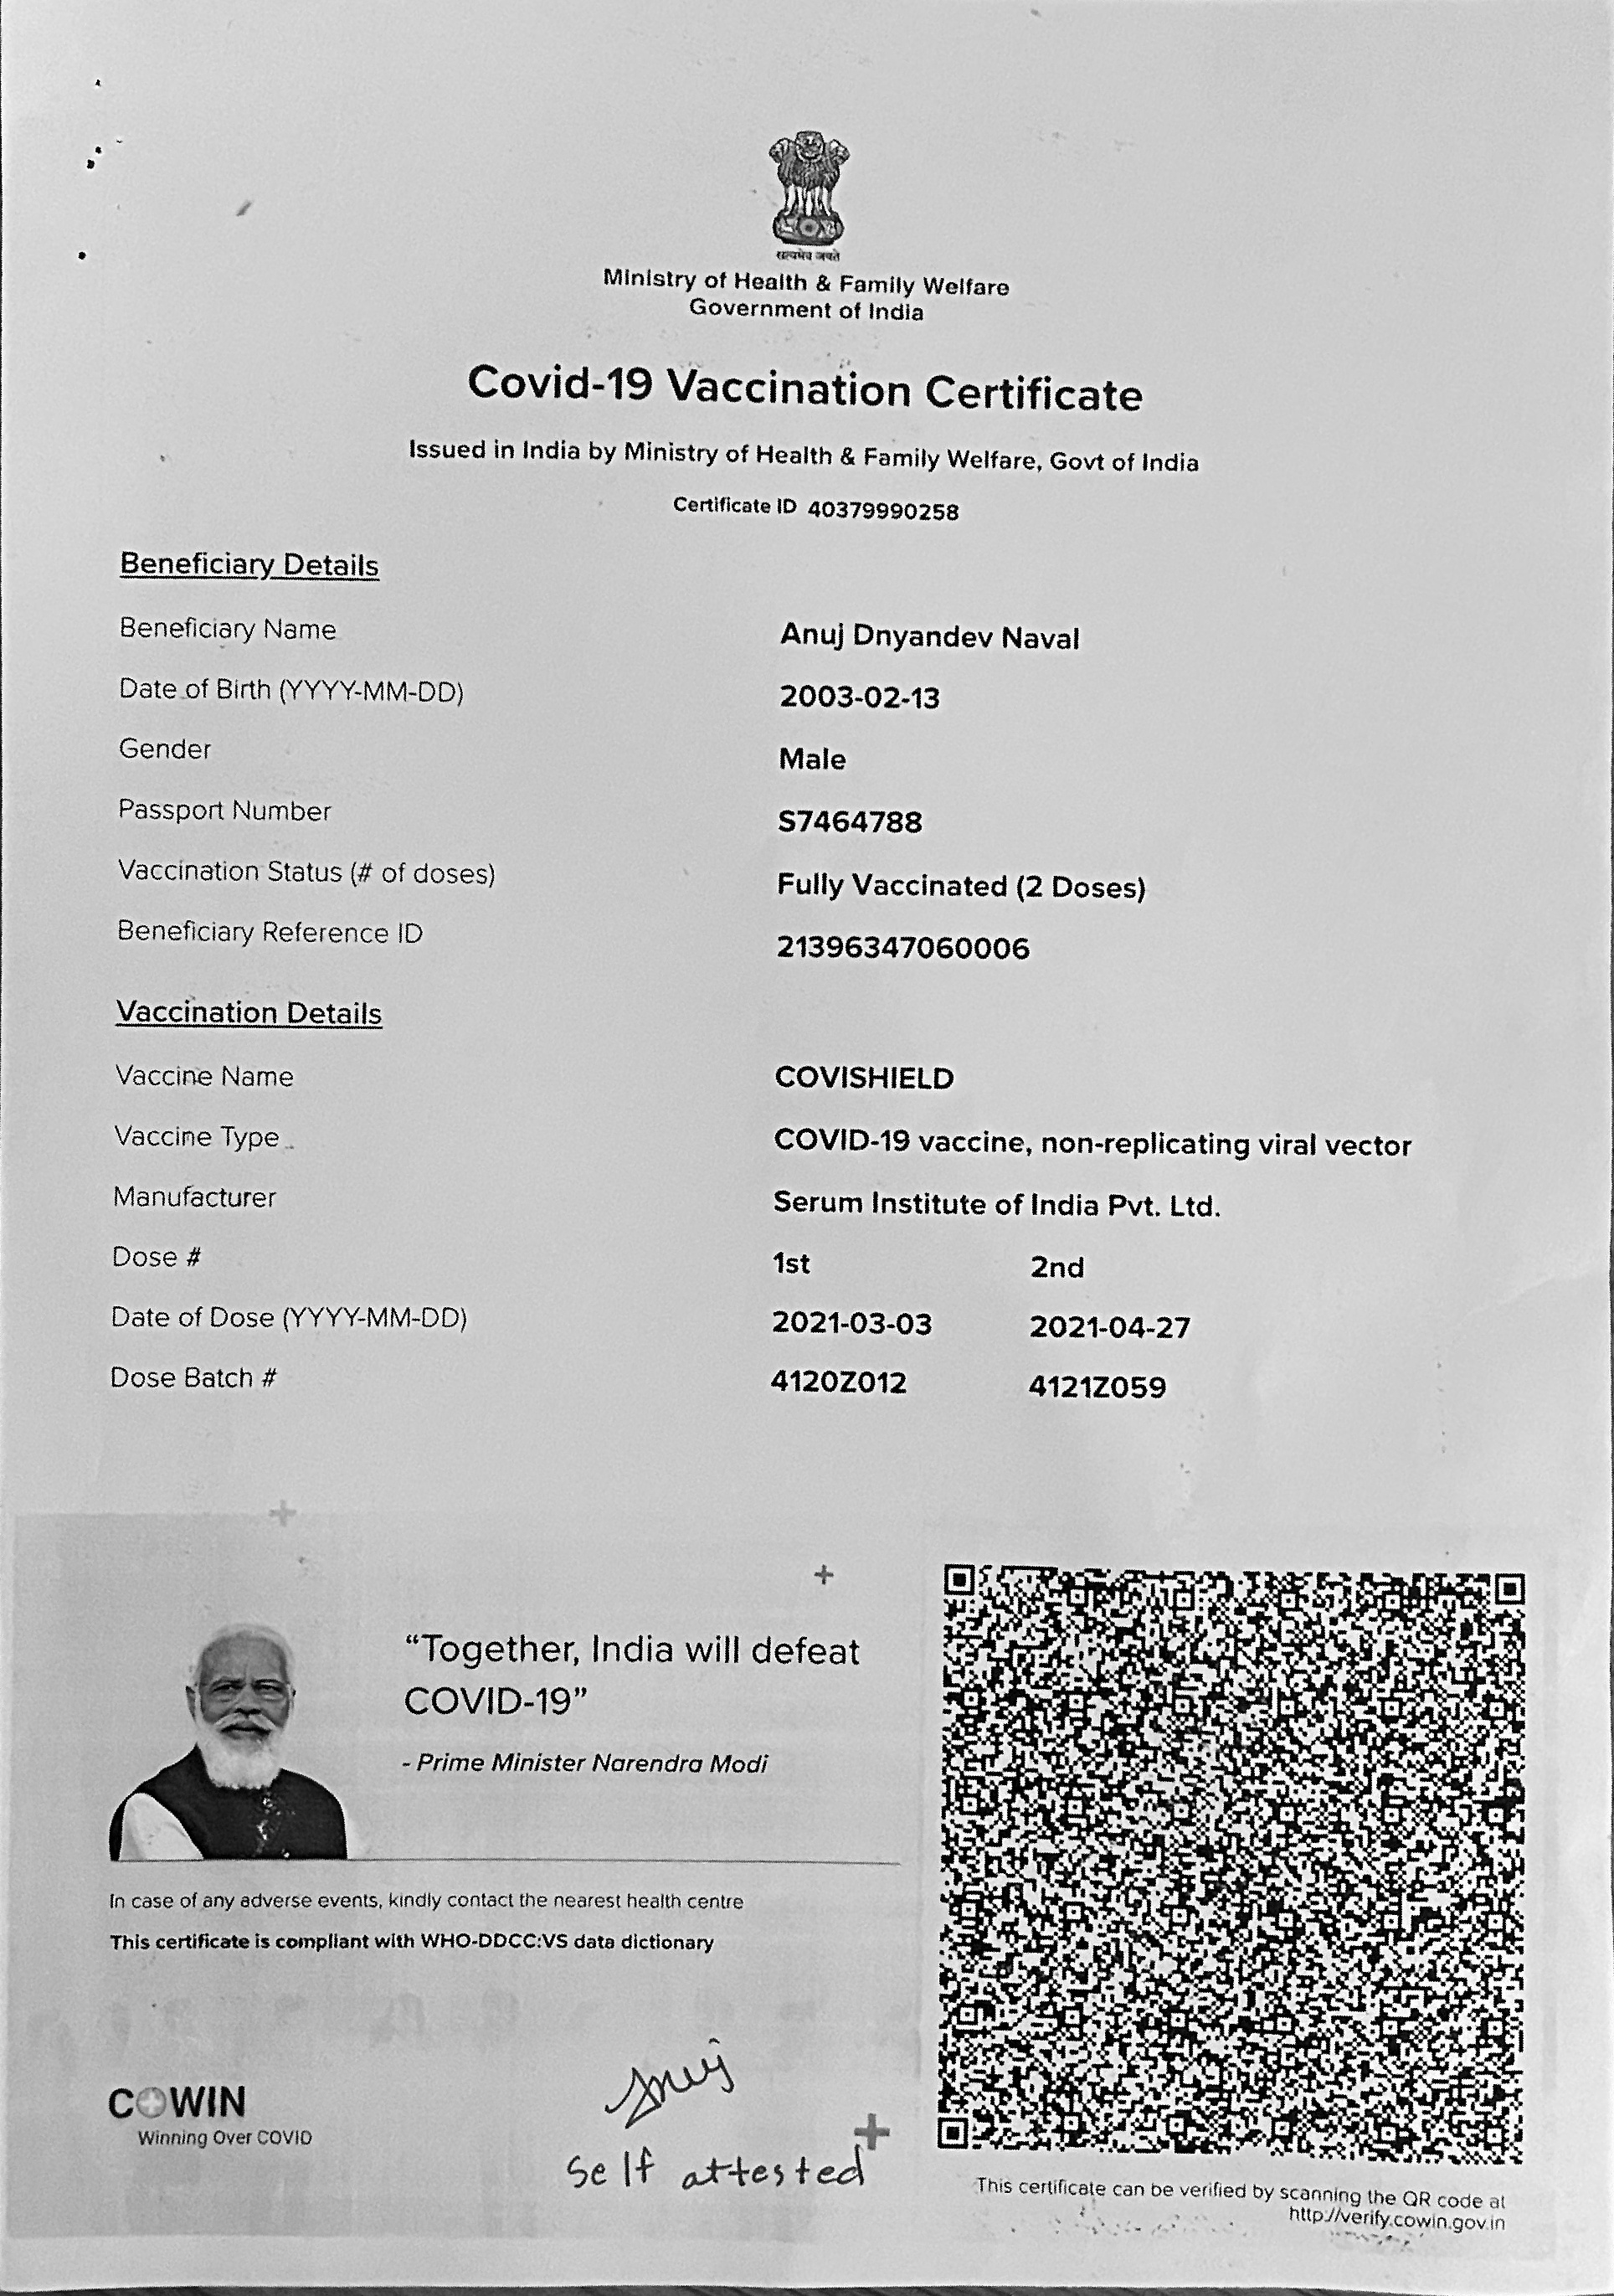 सत्यमेव जयते
Ministry of Health & Family Welfare
Government of India
Covid-19 Vaccination Certificate
Issued in India by Ministry of Health & Family Welfare, Govt of India
Certificate ID 40379990258
Beneficiary Details
Beneficiary Name Anuj Dnyandev Naval
Date of Birth (YYYY-MM-DD) 2003-02-13
Gender Male
Passport Number S7464788
Vaccination Status (# of doses) Fully Vaccinated (2 Doses)
Beneficiary Reference ID 21396347060006
Vaccination Details
Vaccine Name COVISHIELD
Vaccine Type COVID-19 vaccine, non-replicating viral vector
Manufacturer Serum Institute of India Pvt. Ltd.
Dose # 1st 2nd
Date of Dose (YYYY-MM-DD) 2021-03-03 2021-04-27
Dose Batch # 4120Z012 4121Z059
“Together, India will defeat
COVID-19”
- Prime Minister Narendra Modi
In case of any adverse events, kindly contact the nearest health centre
This certificate is compliant with WHO-DDCC:VS data dictionary
COWIN
Winning Over COVID
Anuj
Self attested
This certificate can be verified by scanning the QR code at
http://verify.cowin.gov.in